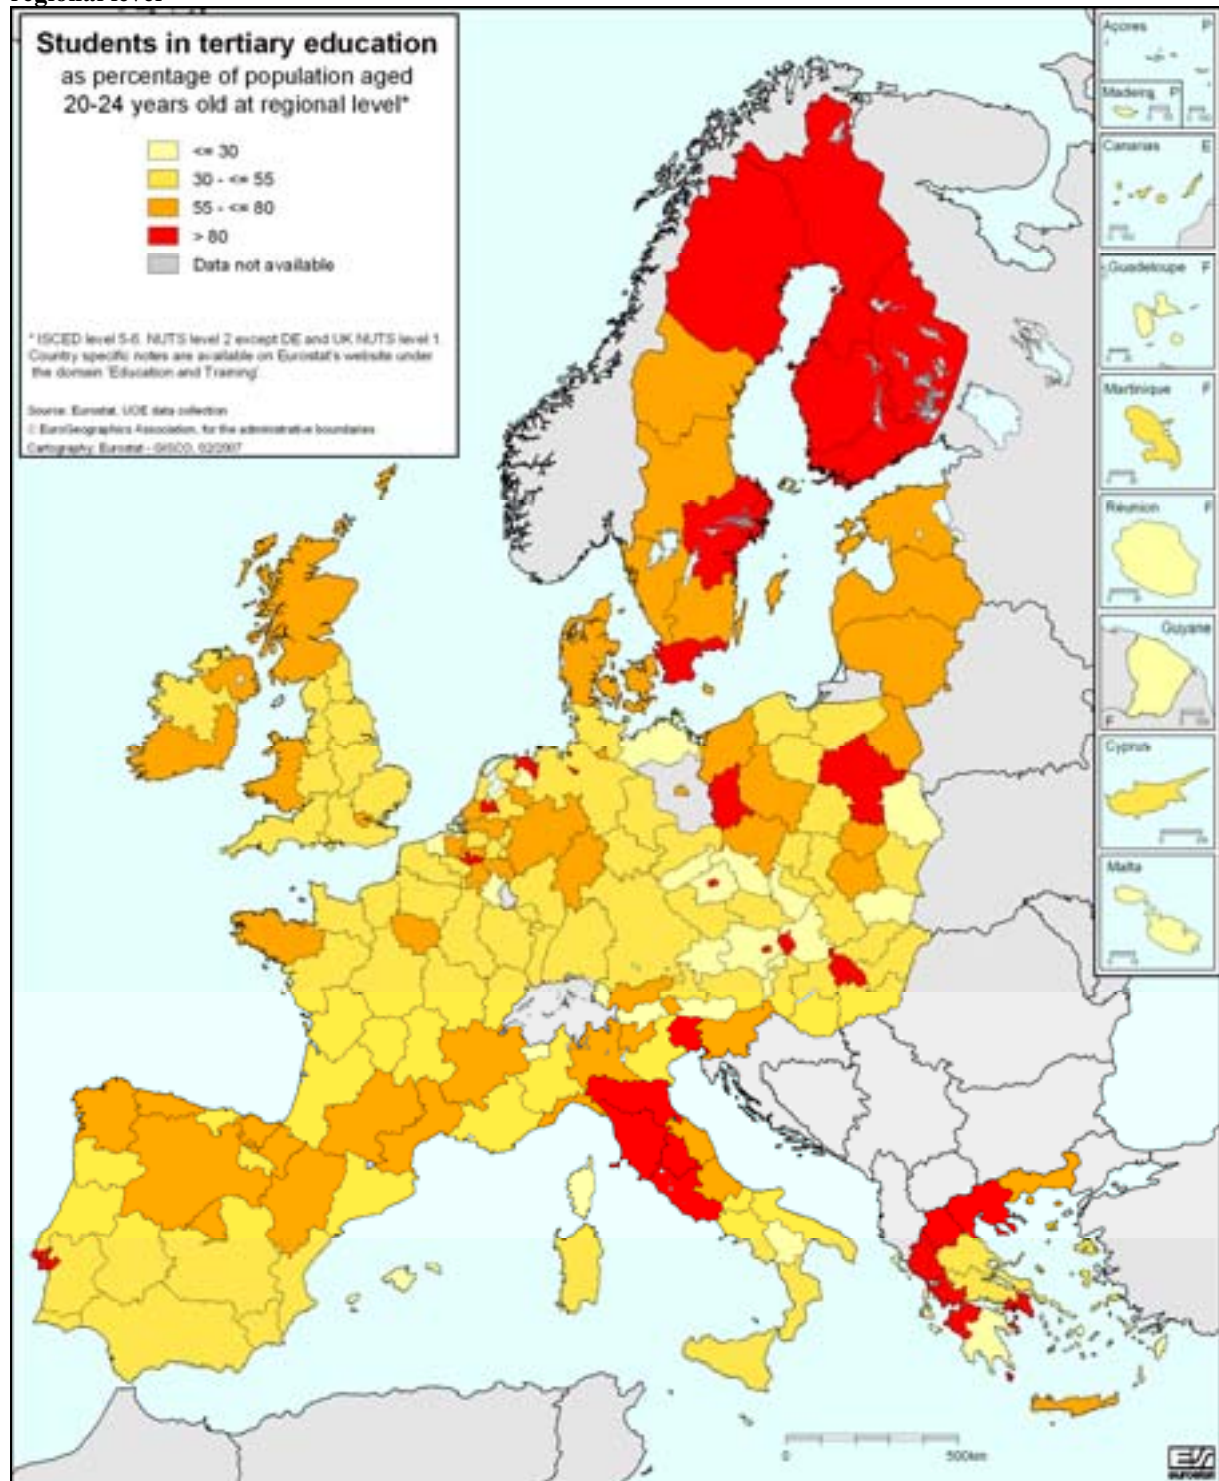 regional level
Students in tertiary education
as percentage of population aged
20-24 years old at regional level*
<= 30
30 - <= 55
55 - <= 80
> 80
Data not available
* ISCED level 5-6. NUTS level 2 except DE and UK NUTS level 1.
Country specific notes are available on Eurostat's website under
the domain 'Education and Training'.
Source: Eurostat, UOE data collection
© EuroGeographics Association, for the administrative boundaries
Cartography: Eurostat - GISCO, 02/2007
Açores P
Madeira P
Canarias E
Guadeloupe F
Martinique F
Réunion F
Guyane
F
Cyprus
Malta
0 500km
eurostat